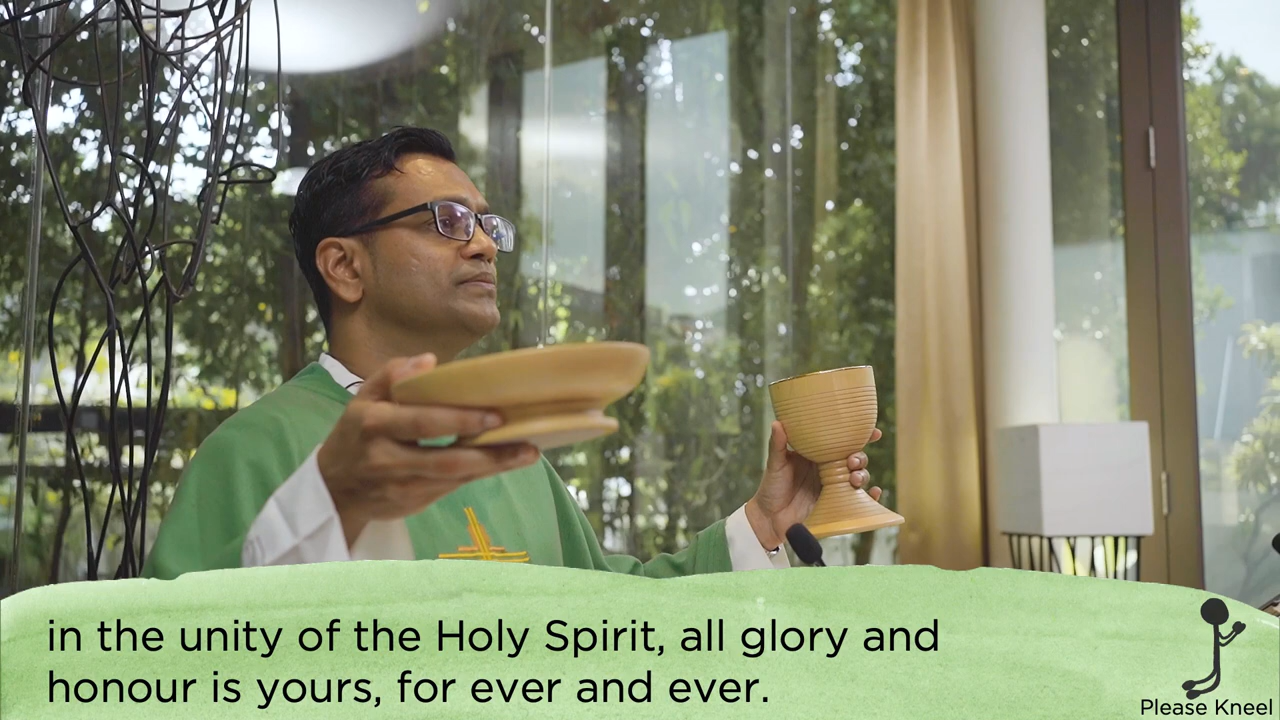 in the unity of the Holy Spirit, all glory and
honour is yours, for ever and ever.
Please Kneel